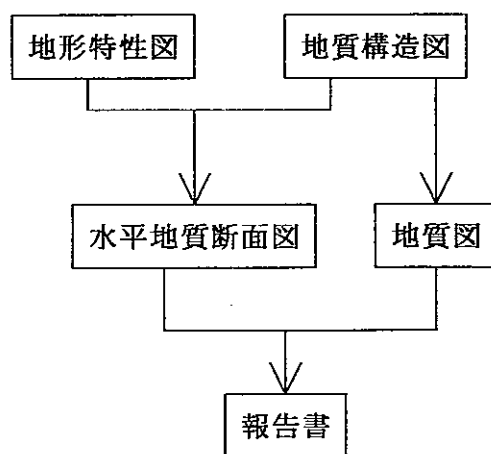 地形特性図
地質構造図
水平地質断面図
地質図
報告書